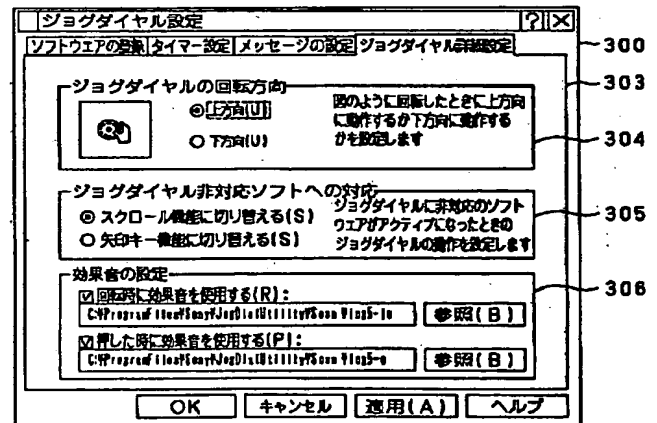 ジョグダイヤル設定
ソフトウエアの登録 タイマー設定 メッセージの設定 ジョグダイヤル詳細設定
300
303
ジョグダイヤルの回転方向
上方向(U)
下方向(U)
図のように回転したときに上方向
に動作するか下方向に動作する
かを設定します
304
ジョグダイヤル非対応ソフトへの対応
スクロール機能に切り替える(S)
矢印キー機能に切り替える(S)
ジョグダイヤルに非対応のソフト
ウエアがアクティブになったときの
ジョグダイヤルの動作を設定します
305
効果音の設定
回転時に効果音を使用する(R):
参照(B)
306
押した時に効果音を使用する(P):
参照(B)
OK キャンセル 適用(A) ヘルプ